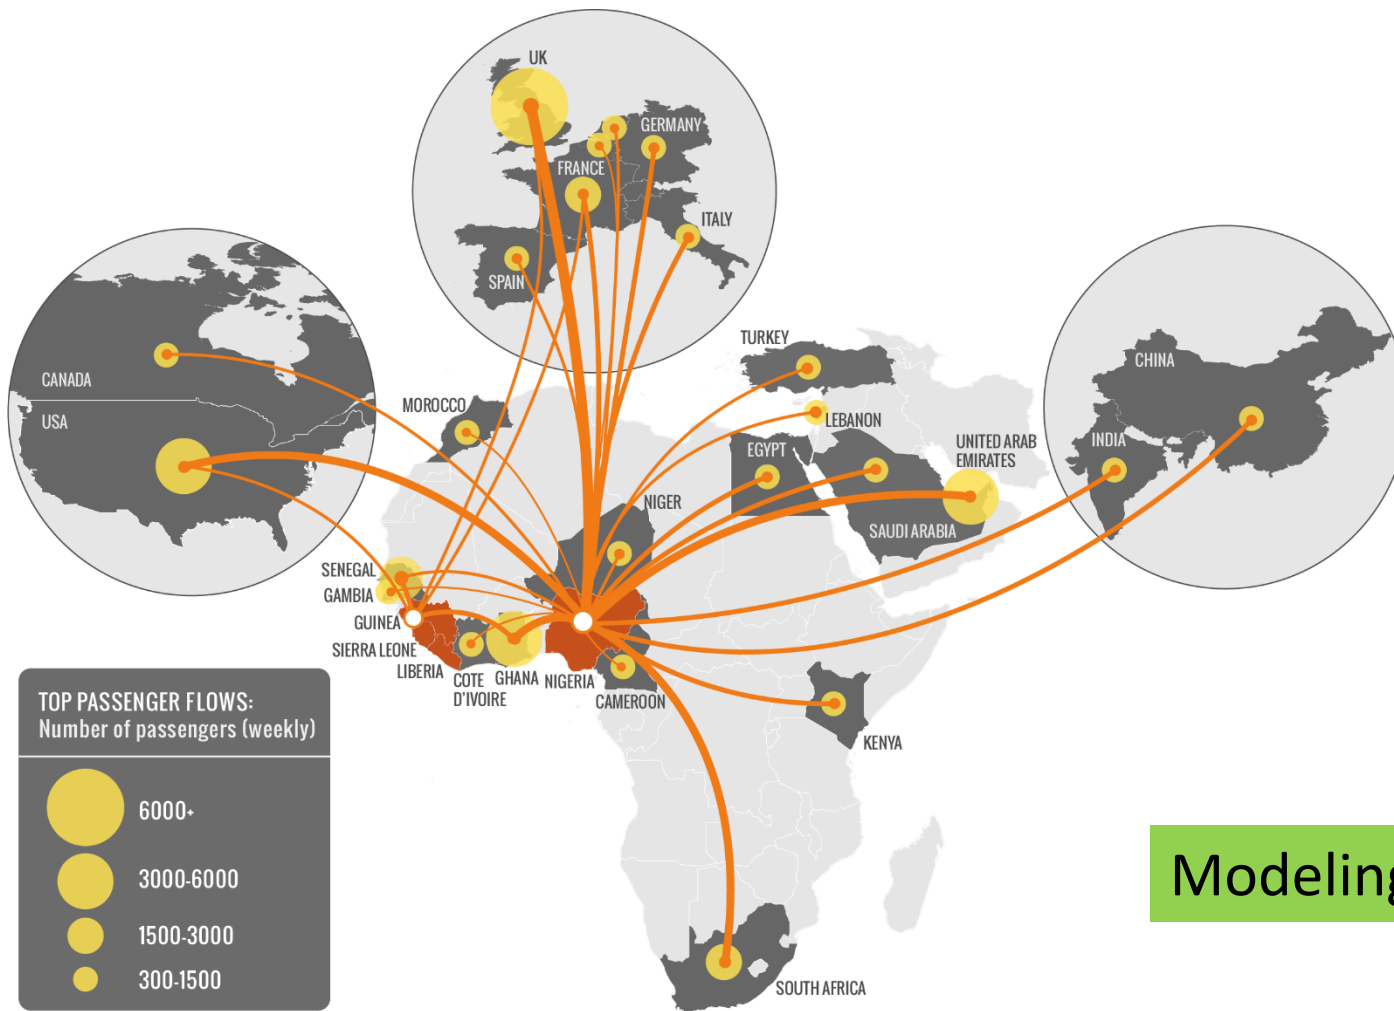 UK
GERMANY
FRANCE
ITALY
SPAIN
CANADA
USA
MOROCCO
TURKEY
LEBANON
EGYPT
UNITED ARAB
EMIRATES
SAUDI ARABIA
CHINA
INDIA
NIGER
SENEGAL
GAMBIA
GUINEA
SIERRA LEONE
LIBERIA
COTE
D'IVOIRE
GHANA
NIGERIA
CAMEROON
KENYA
SOUTH AFRICA
TOP PASSENGER FLOWS:
Number of passengers (weekly)
6000+
3000-6000
1500-3000
300-1500
Modeling